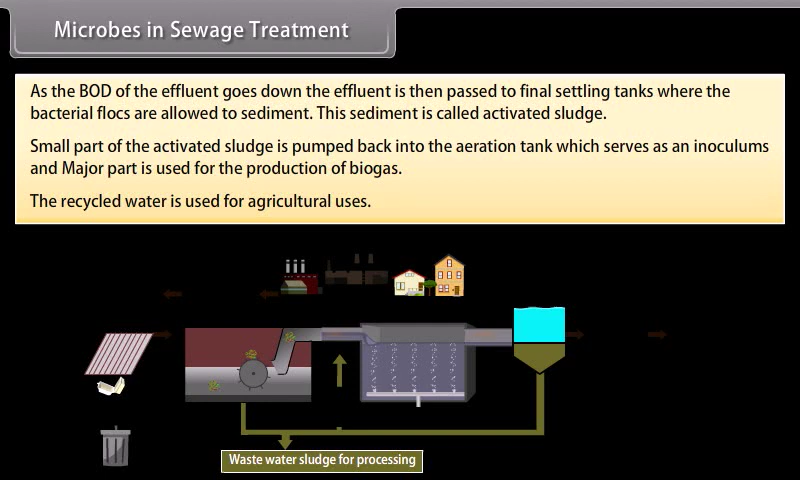 Microbes in Sewage Treatment
As the BOD of the effluent goes down the effluent is then passed to final settling tanks where the
bacterial flocs are allowed to sediment. This sediment is called activated sludge.
Small part of the activated sludge is pumped back into the aeration tank which serves as an inoculums
and Major part is used for the production of biogas.
The recycled water is used for agricultural uses.
Waste water sludge for processing